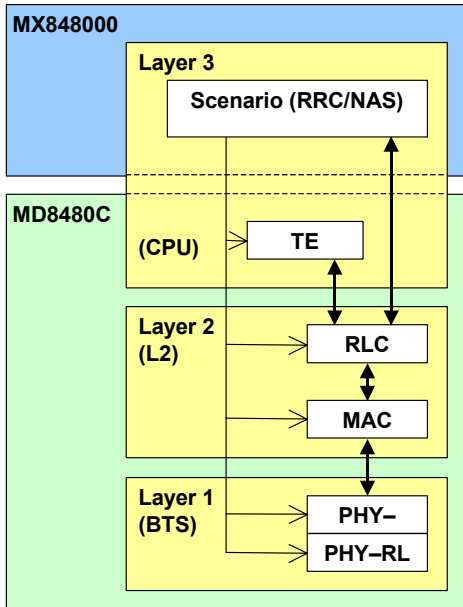 MX848000
Layer 3
Scenario (RRC/NAS)
MD8480C
(CPU)
TE
Layer 2
(L2)
RLC
MAC
Layer 1
(BTS)
PHY–
PHY–RL